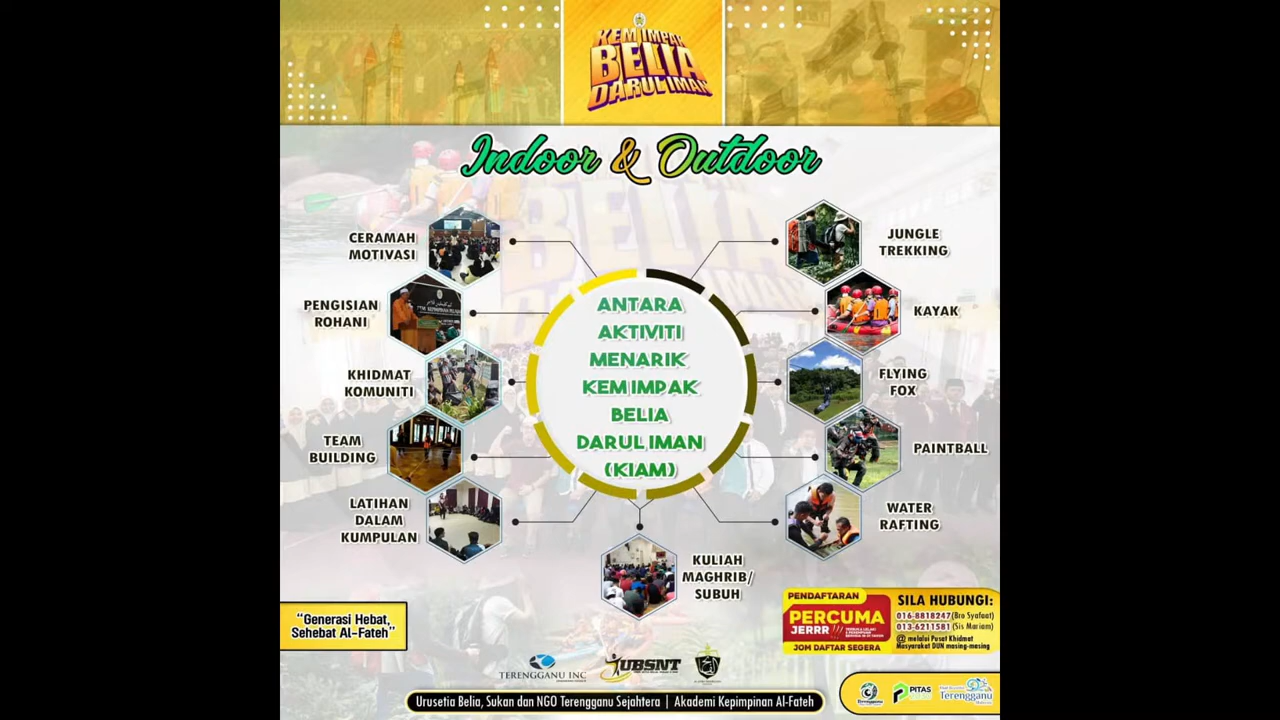 KEM IMPAK
BELIA
DARUL IMAN
Indoor & Outdoor
CERAMAH
MOTIVASI
PENGISIAN
ROHANI
KHIDMAT
KOMUNITI
TEAM
BUILDING
LATIHAN
DALAM
KUMPULAN
ANTARA
AKTIVITI
MENARIK
KEM IMPAK
BELIA
DARUL IMAN
(KIAM)
JUNGLE
TREKKING
KAYAK
FLYING
FOX
PAINTBALL
WATER
RAFTING
KULIAH
MAGHRIB/
SUBUH
"Generasi Hebat,
Sehebat Al-Fateh"
PENDAFTARAN
PERCUMA
JERRR
JOM DAFTAR SEGERA
SILA HUBUNGI:
016-8818247(Bro Syafaat)
013-6211581(Sis Mariam)
@ melalui Pusat Khidmat
Masyarakat DUN masing-masing
TERENGGANU INC
UBSNT
Urusetia Belia, Sukan dan NGO Terengganu Sejahtera | Akademi Kepimpinan Al-Fateh
Terengganu
PITAS
Terengganu